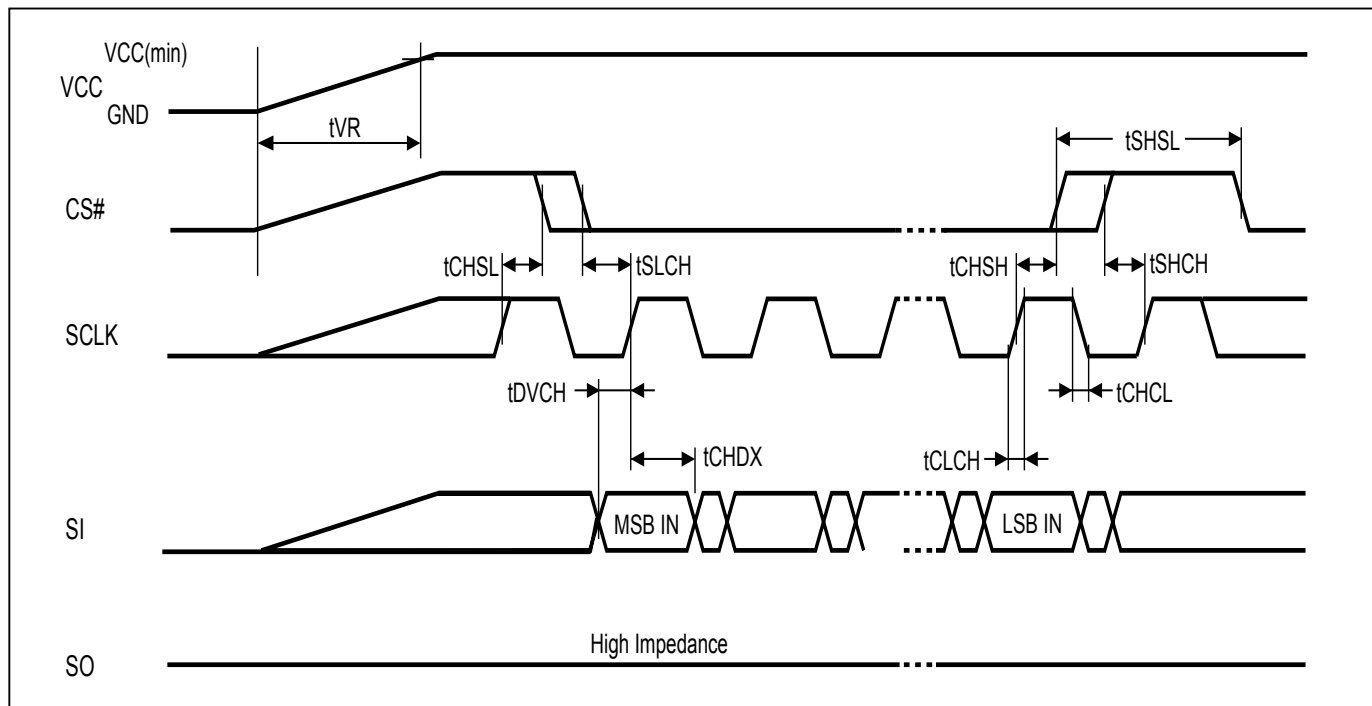 VCC(min)
VCC
GND
tVR
tSHSL
CS#
tCHSL
tSLCH
tCHSH
tSHCH
SCLK
tDVCH
tCHCL
tCHDX
tCLCH
SI
MSB IN
LSB IN
High Impedance
SO